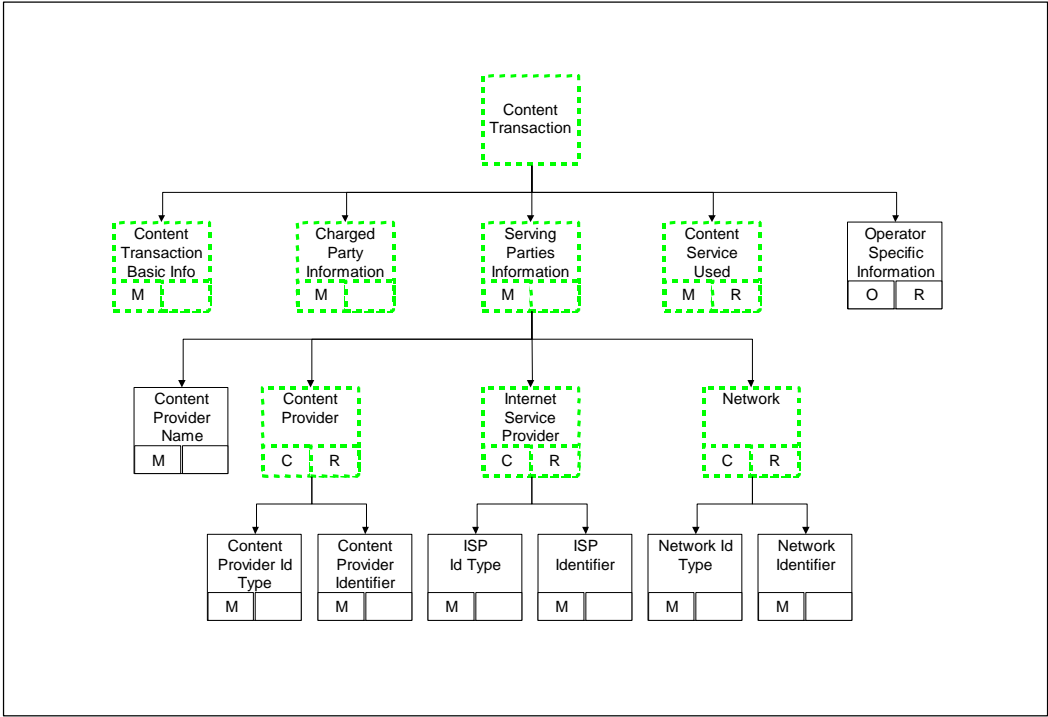 Content
Transaction
Content
Transaction
Basic Info
M
Charged
Party
Information
M
Serving
Parties
Information
M
Content
Service
Used
M R
Operator
Specific
Information
O R
Content
Provider
Name
M
Content
Provider
C R
Internet
Service
Provider
C R
Network
C R
Content
Provider Id
Type
M
Content
Provider
Identifier
M
ISP
Id Type
M
ISP
Identifier
M
Network Id
Type
M
Network
Identifier
M